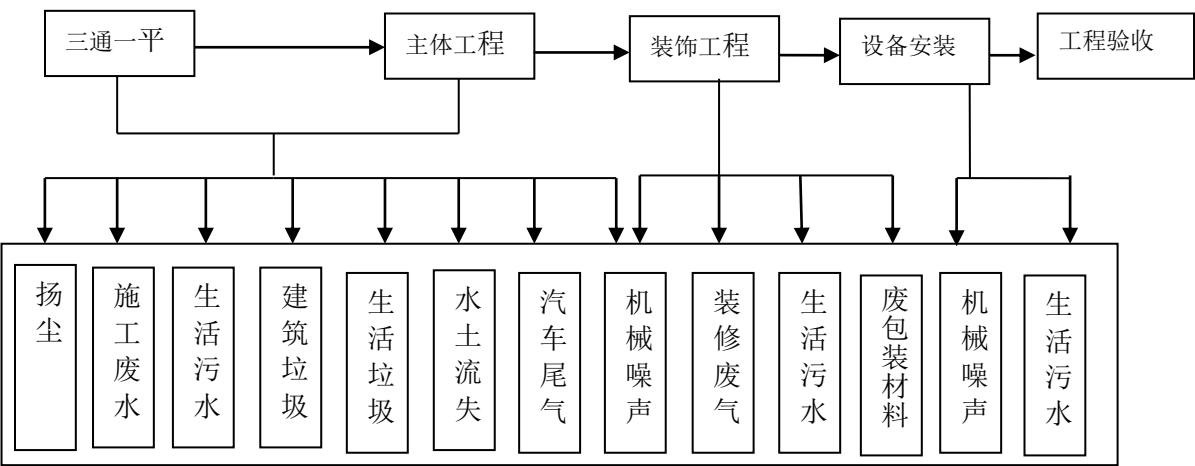 三通一平
主体工程
装饰工程
设备安装
工程验收
扬尘
施工废水
生活污水
建筑垃圾
生活垃圾
水土流失
汽车尾气
机械噪声
装修废气
生活污水
废包装材料
机械噪声
生活污水